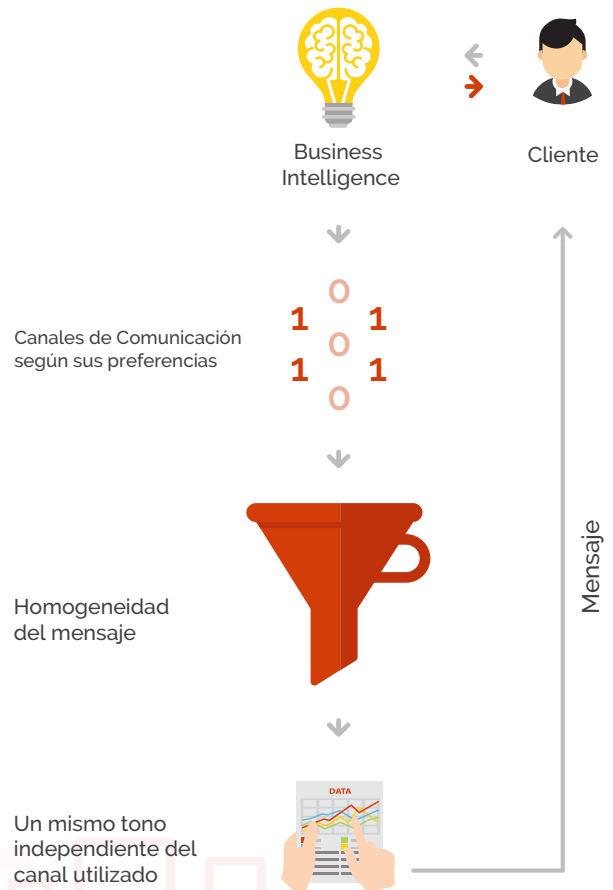 Business
Intelligence
Cliente
0
1 1
Canales de Comunicación
según sus preferencias
0
1 1
0
Homogeneidad
del mensaje
Mensaje
DATA
Un mismo tono
independiente del
canal utilizado